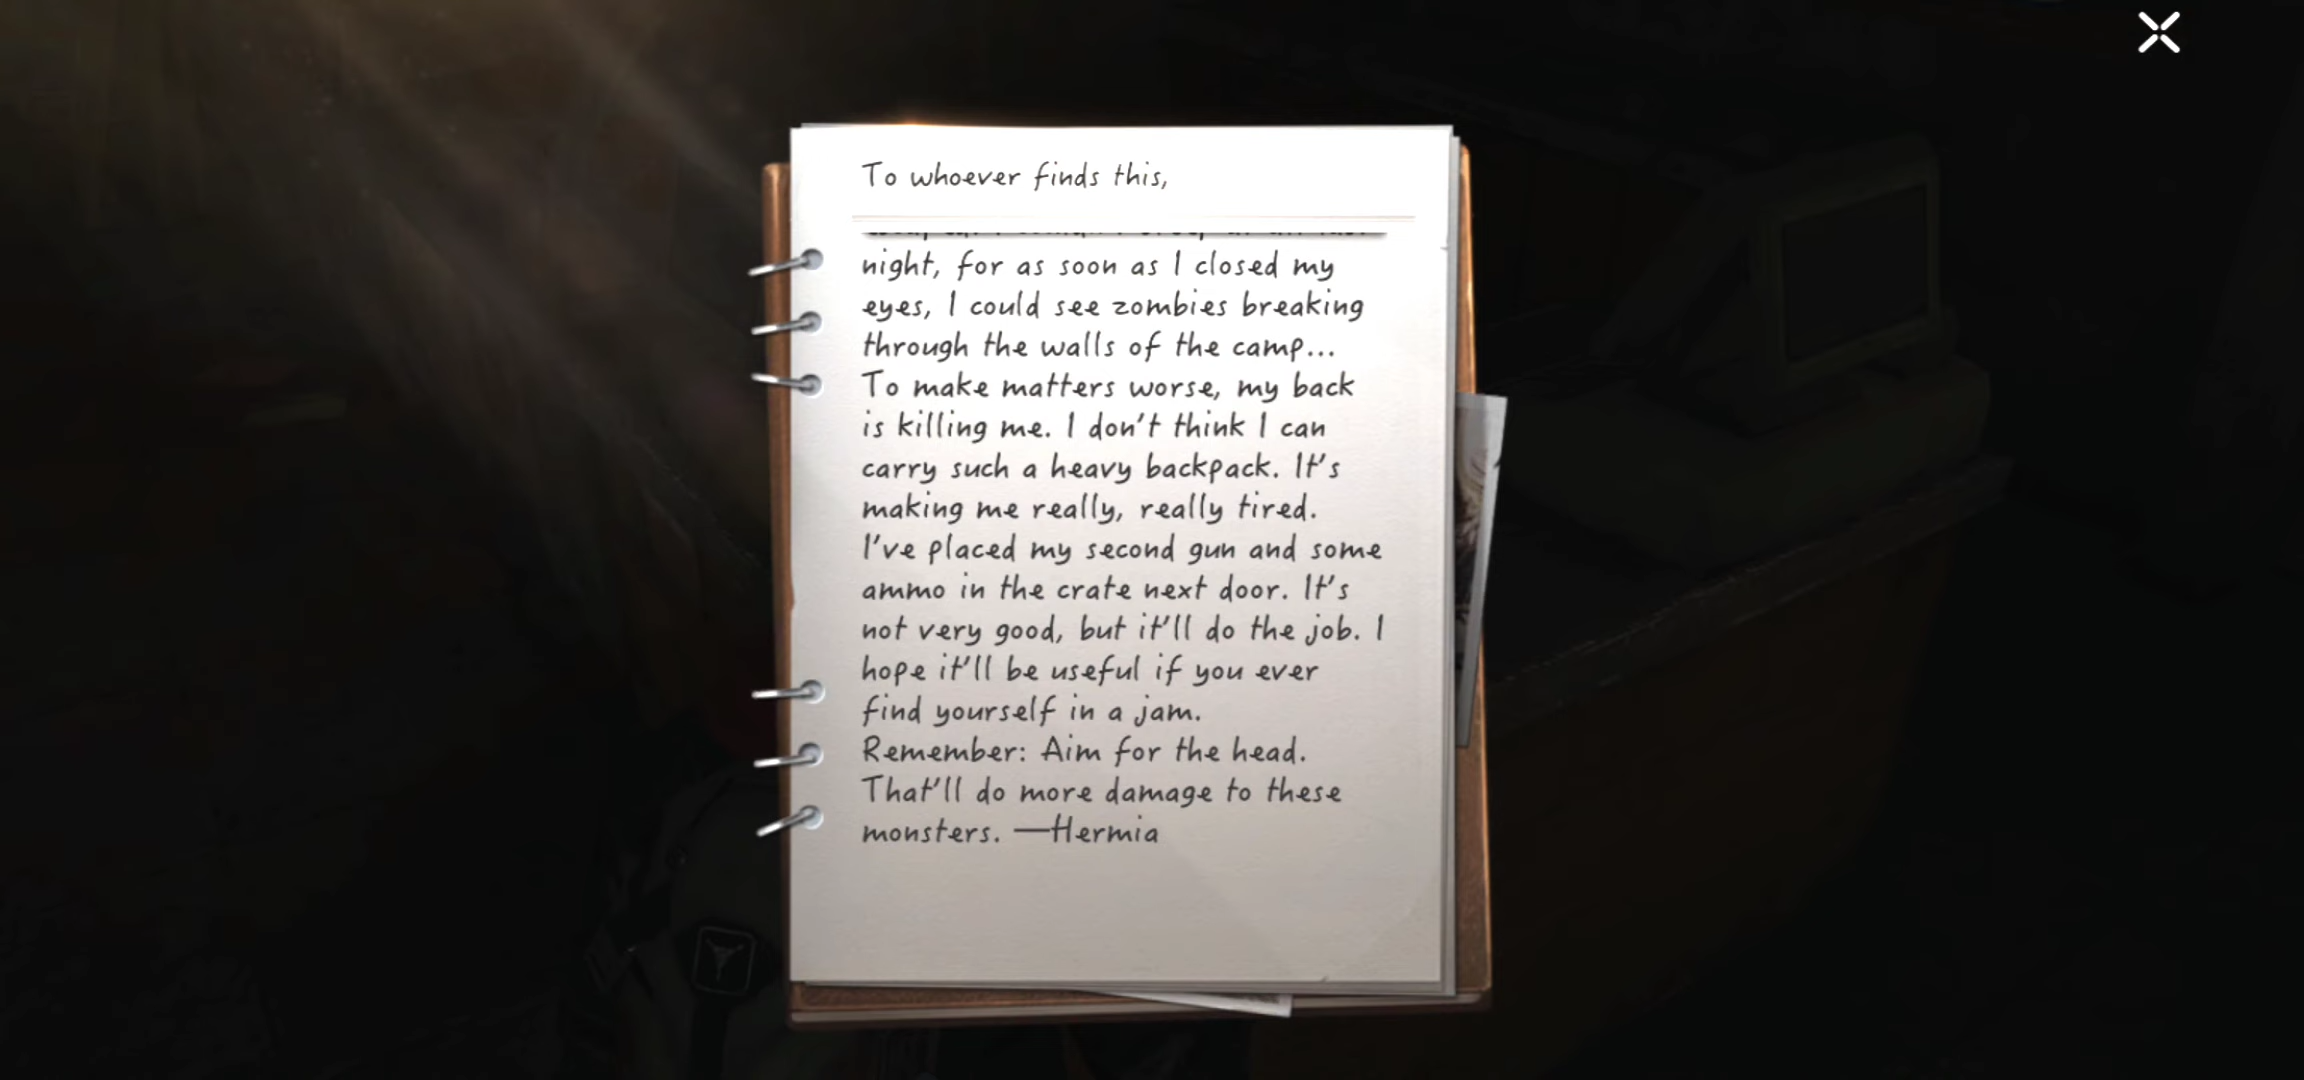 To whoever finds this,
night, for as soon as I closed my
eyes, I could see zombies breaking
through the walls of the camp...
To make matters worse, my back
is killing me. I don't think I can
carry such a heavy backpack. It's
making me really, really tired.
I've placed my second gun and some
ammo in the crate next door. It's
not very good, but it'll do the job. I
hope it'll be useful if you ever
find yourself in a jam.
Remember: Aim for the head.
That'll do more damage to these
monsters. —Hermia